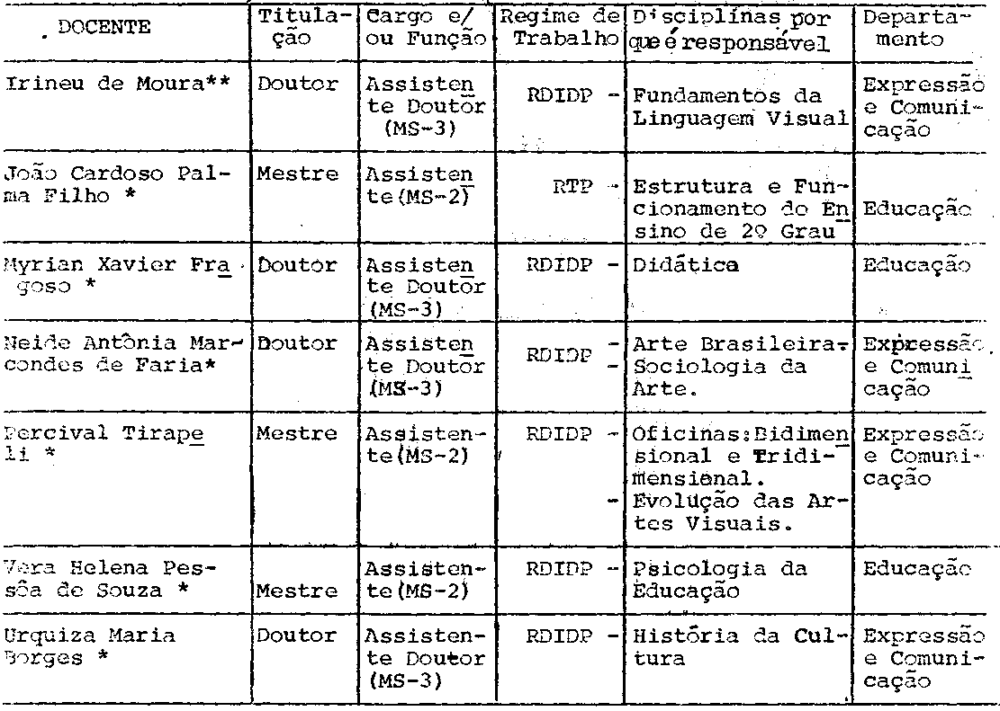 DOCENTE
Titula-
ção
Cargo e/
ou Função
Regime de
Trabalho
Disciplínas por
que é responsável
Departa-
mento
Irineu de Moura**
Doutor
Assisten
te Doutor
(MS-3)
RDIDP
- Fundamentos da
Linguagem Visual
Expressão
e Comuni-
cação
João Cardoso Pal-
ma Filho *
Mestre
Assisten
te(MS-2)
RTP
- Estrutura e Fun-
cionamento do En
sino de 2º Grau
Educação
Myrian Xavier Fra
goso *
Doutor
Assisten
te Doutor
(MS-3)
RDIDP
- Didática
Educação
Neide Antônia Mar-
condes de Faria*
Doutor
Assisten
te Doutor
(MS-3)
RDIDP
- Arte Brasileira-
- Sociologia da
Arte.
Expressão
e Comuni
cação
Percival Tirape
li *
Mestre
Assisten-
te(MS-2)
RDIDP
- Oficinas:Bidimen
sional e Tridi-
mensional.
- Evolução das Ar-
tes Visuais.
Expressão
e Comuni-
cação
Vera Helena Pes-
sôa de Souza *
Mestre
Assisten-
te(MS-2)
RDIDP
- Psicologia da
Educação
Educação
Urquiza Maria
Borges *
Doutor
Assisten-
te Doutor
(MS-3)
RDIDP
- História da Cul-
tura
Expressão
e Comuni-
cação